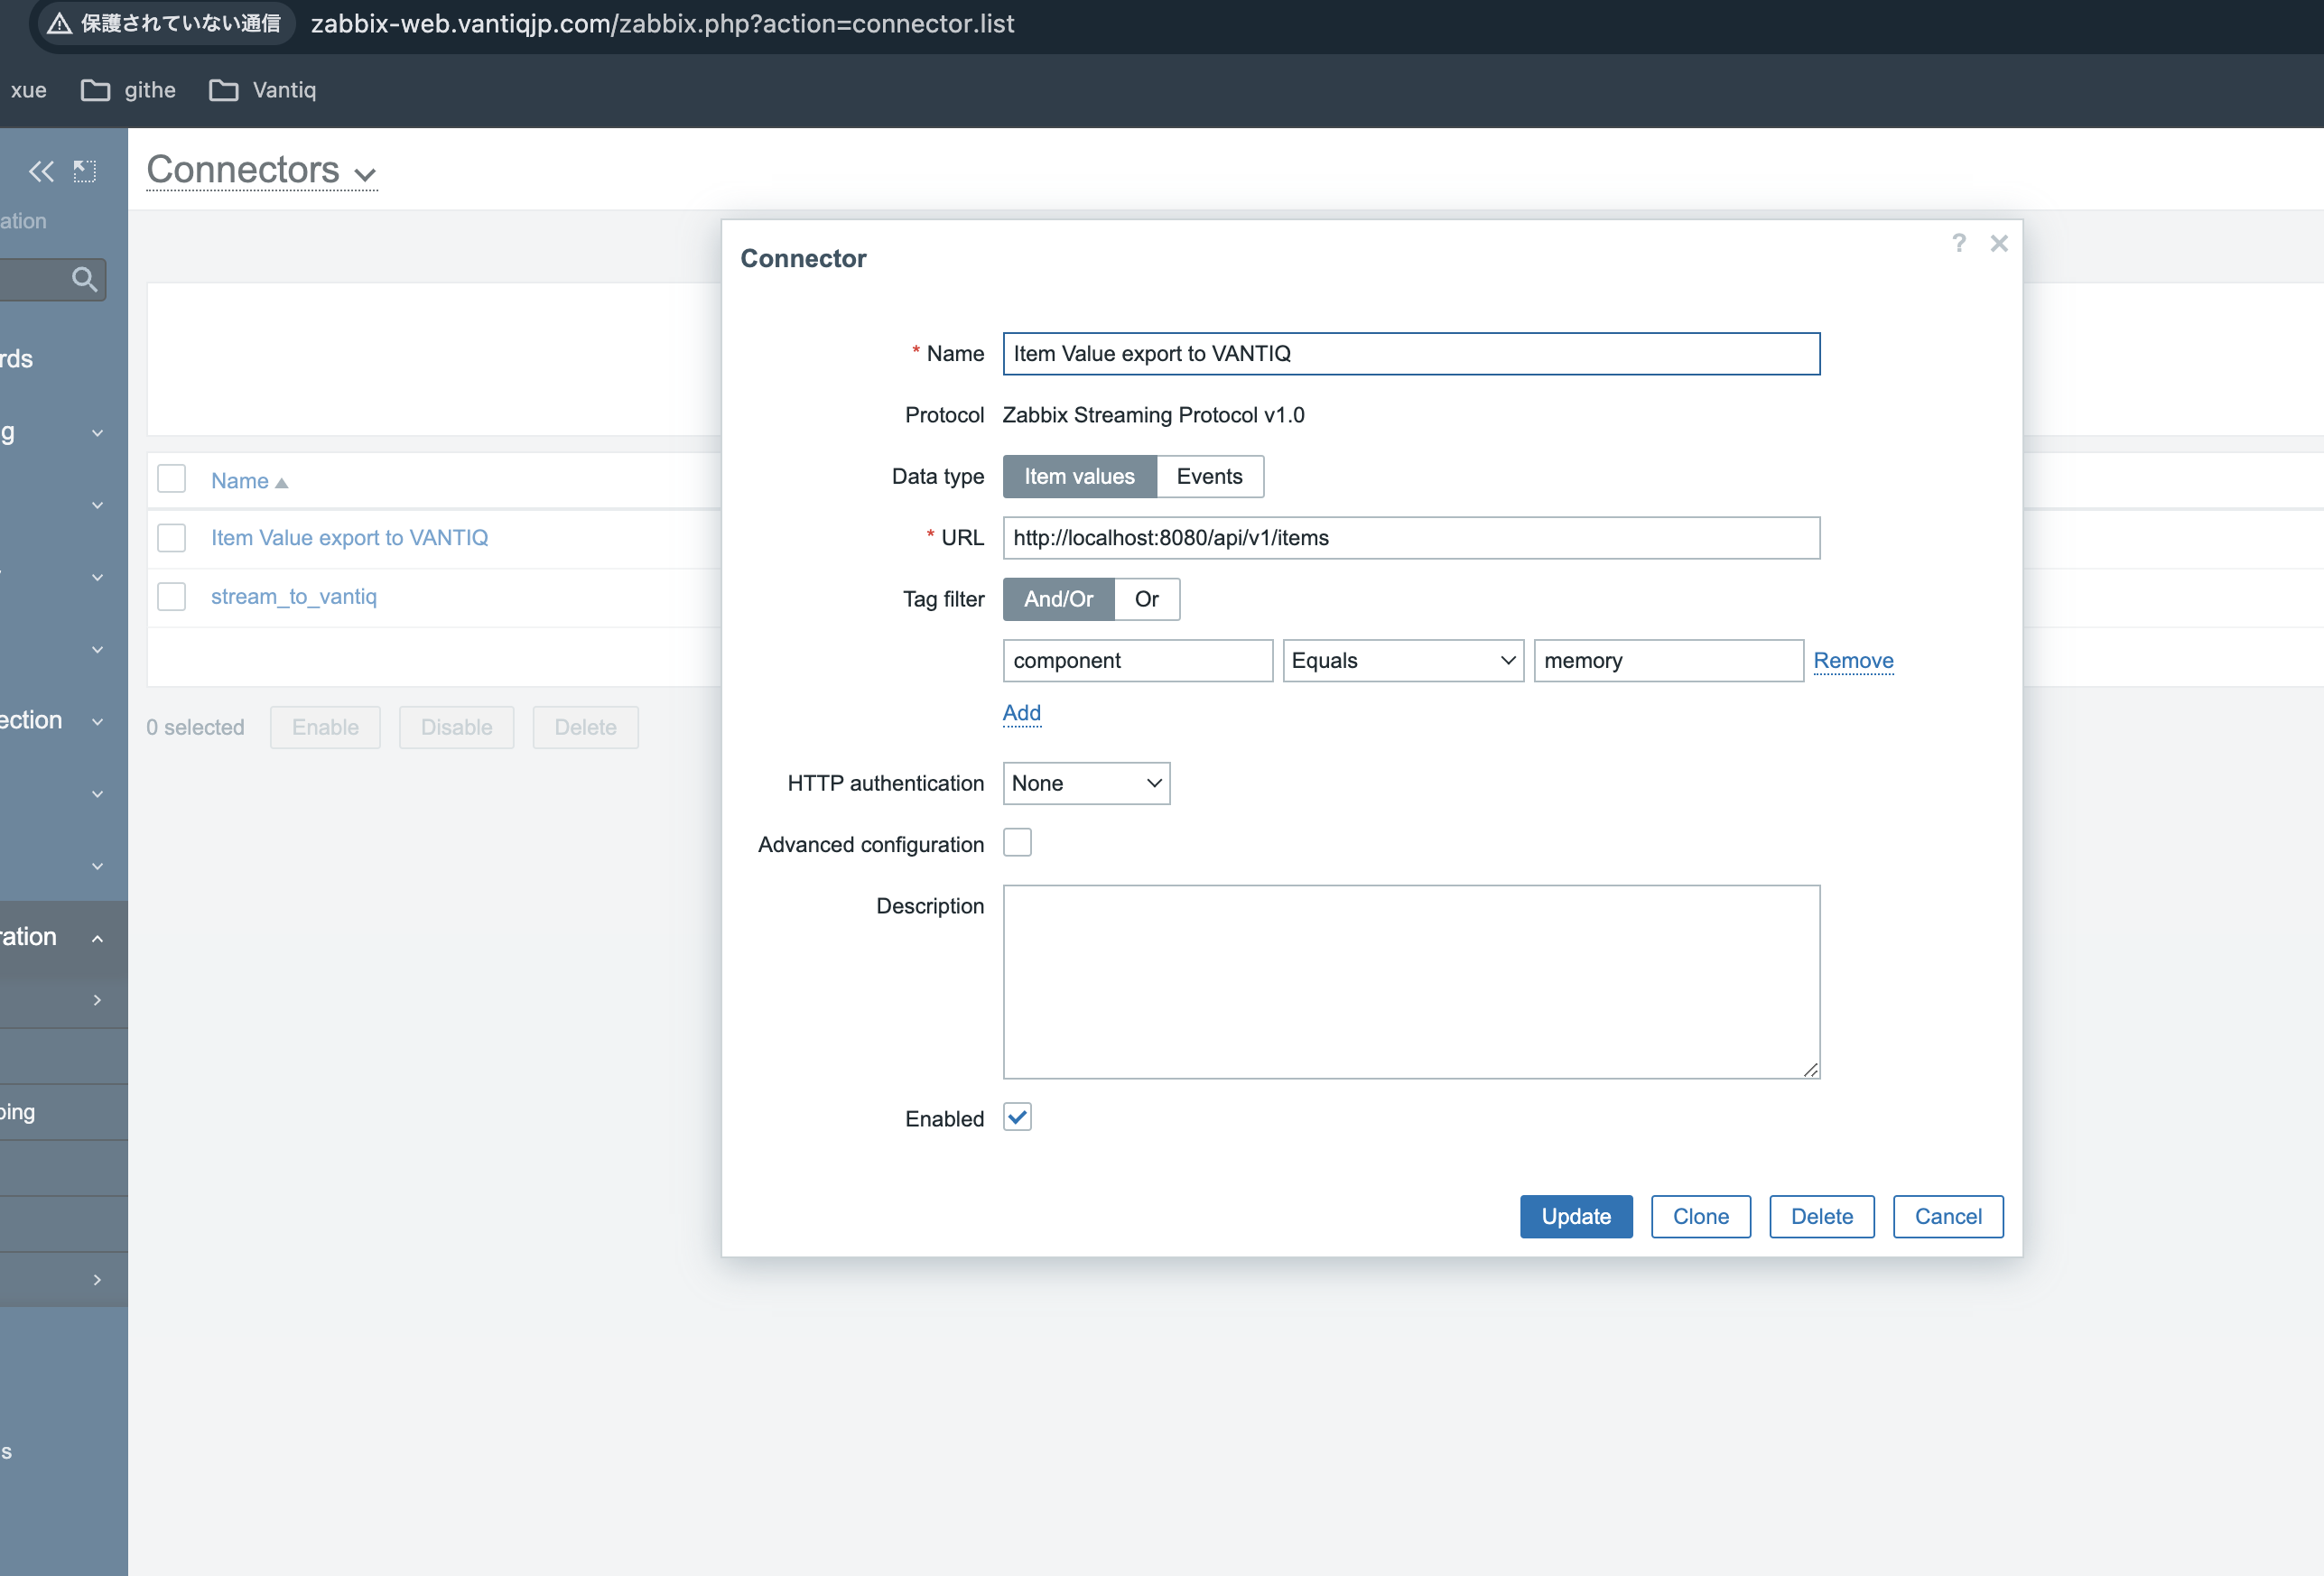 保護されていない通信 zabbix-web.vantiqjp.com/zabbix.php?action=connector.list
xue githe Vantiq
Connectors
ation
rds
g
ection
ration
ping
s
Name
Item Value export to VANTIQ
stream_to_vantiq
0 selected Enable Disable Delete
Connector
? ×
* Name Item Value export to VANTIQ
Protocol Zabbix Streaming Protocol v1.0
Data type Item values Events
* URL http://localhost:8080/api/v1/items
Tag filter And/Or Or
component Equals memory Remove
Add
HTTP authentication None
Advanced configuration
Description
Enabled
Update Clone Delete Cancel